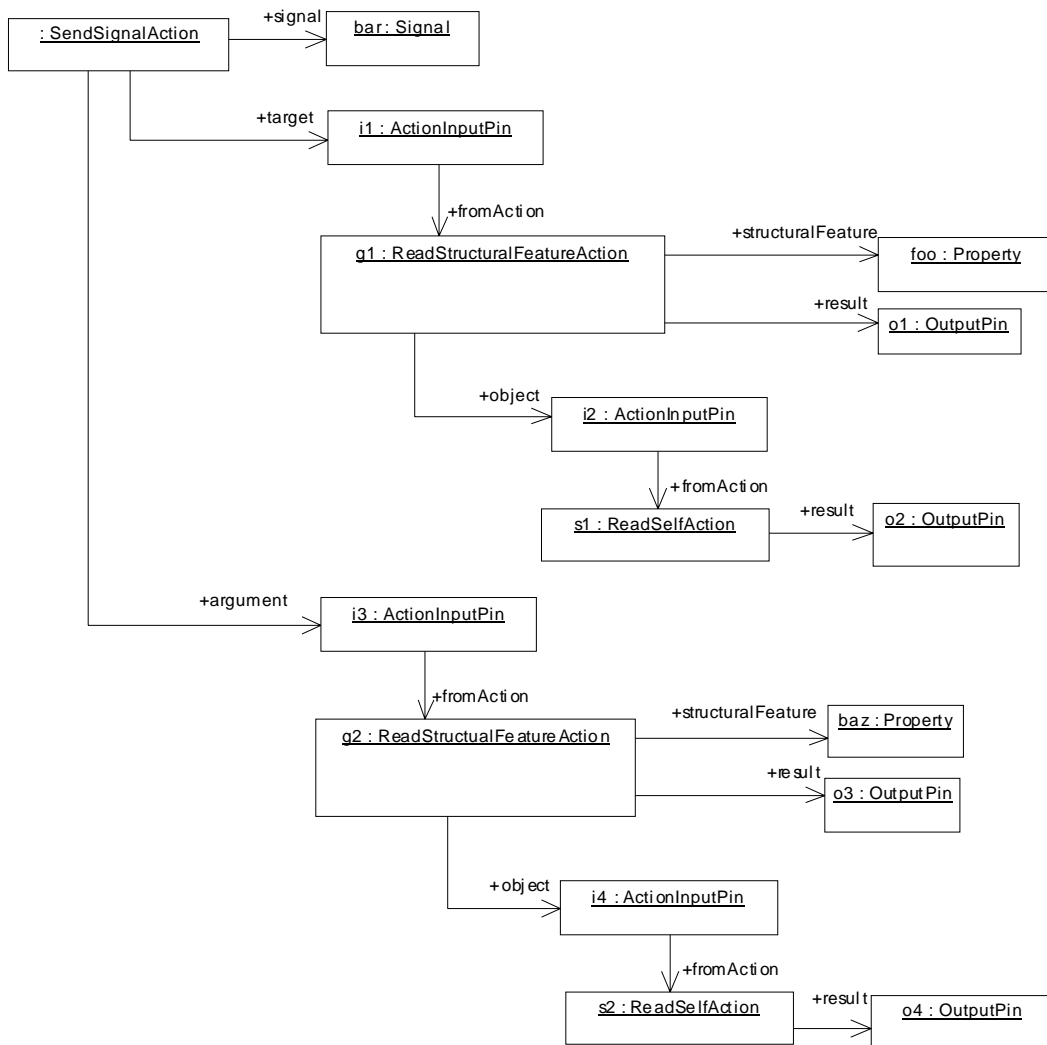 +signal
: SendSignalAction
bar: Signal
+target
i1 : ActionInputPin
+fromAction
+structuralFeature
g1 : ReadStructuralFeatureAction
foo : Property
+result
o1 : OutputPin
+object
i2 : ActionInputPin
+fromAction
+result
s1 : ReadSelfAction
o2 : OutputPin
+argument
i3 : ActionInputPin
+fromAction
+structuralFeature
g2 : ReadStructualFeatureAction
baz : Property
+result
o3 : OutputPin
+object
i4 : ActionInputPin
+fromAction
+result
s2 : ReadSelfAction
o4 : OutputPin